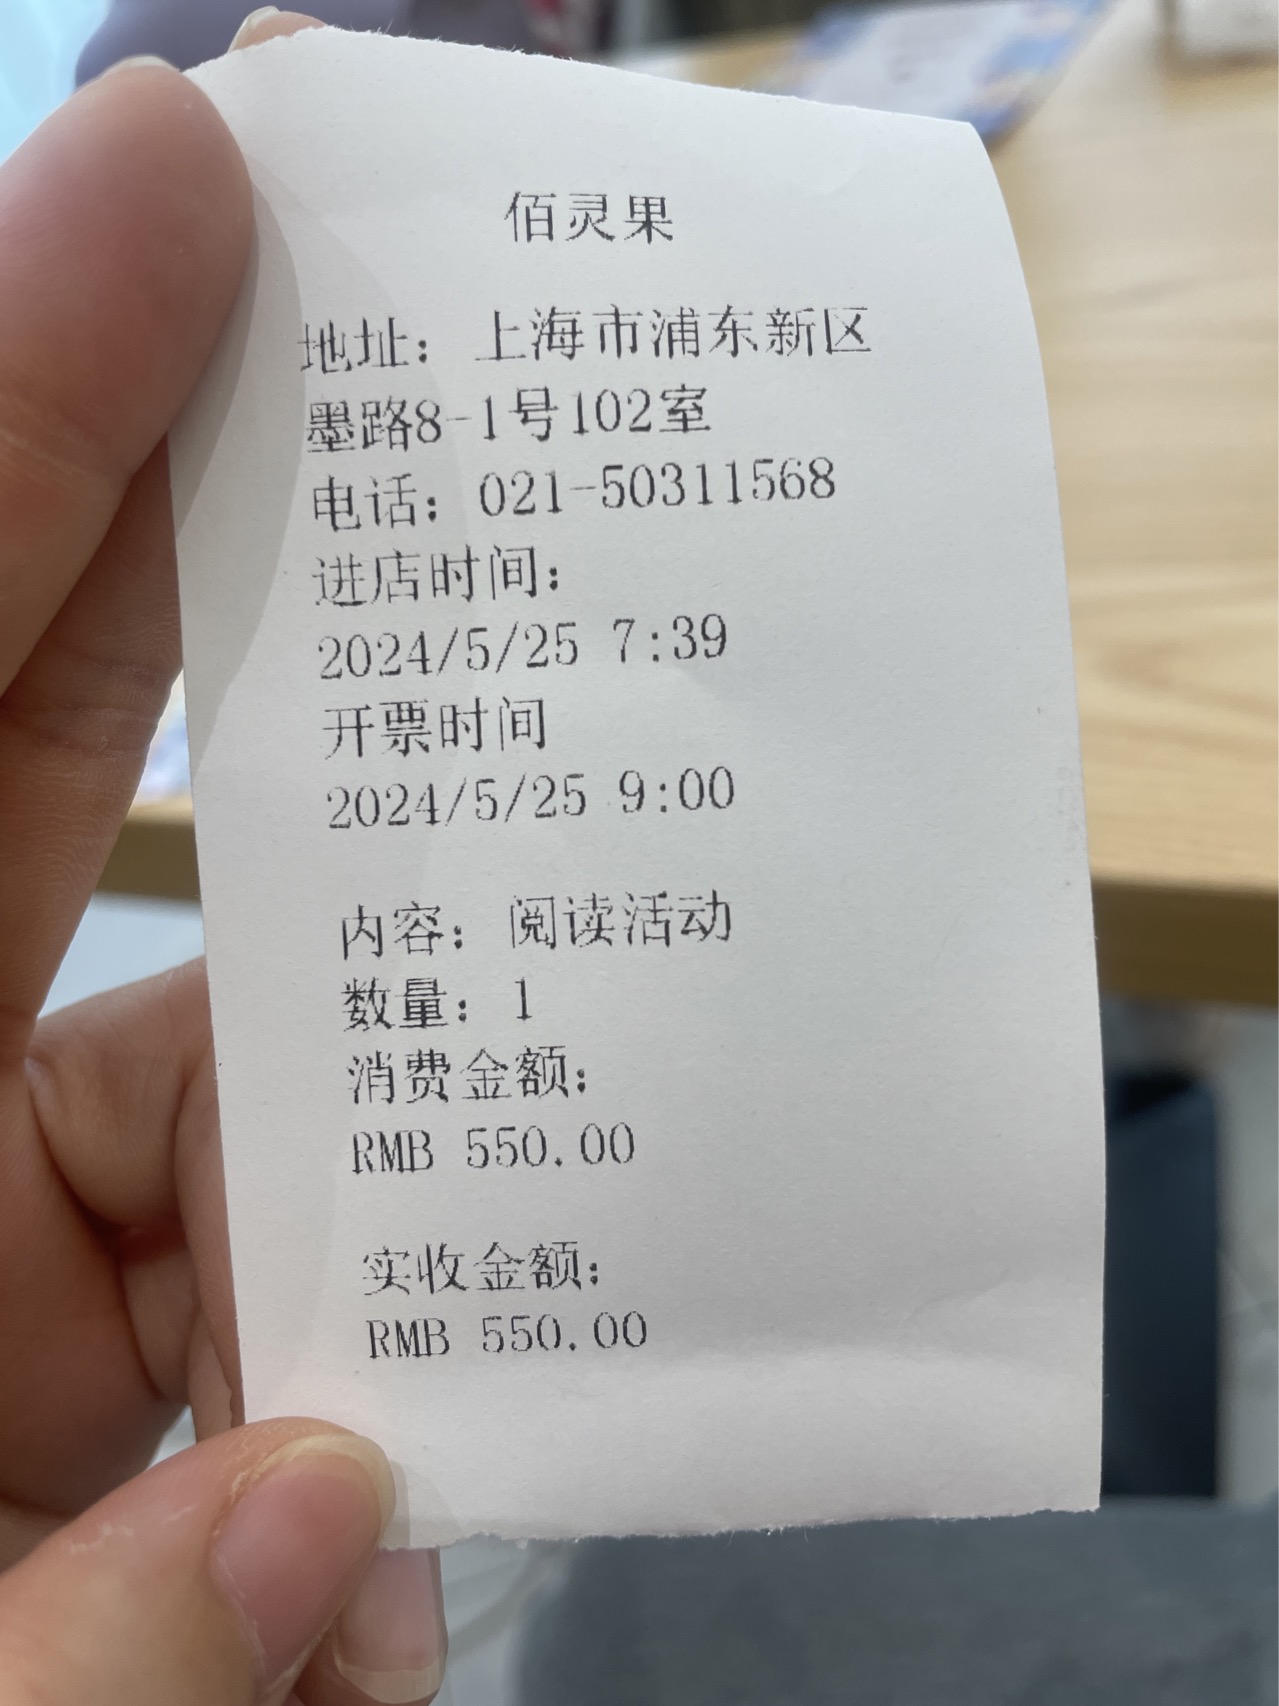 佰灵果
地址：上海市浦东新区
墨路8-1号102室
电话：021-50311568
进店时间：
2024/5/25 7:39
开票时间
2024/5/25 9:00
内容：阅读活动
数量：1
消费金额：
RMB 550.00
实收金额：
RMB 550.00